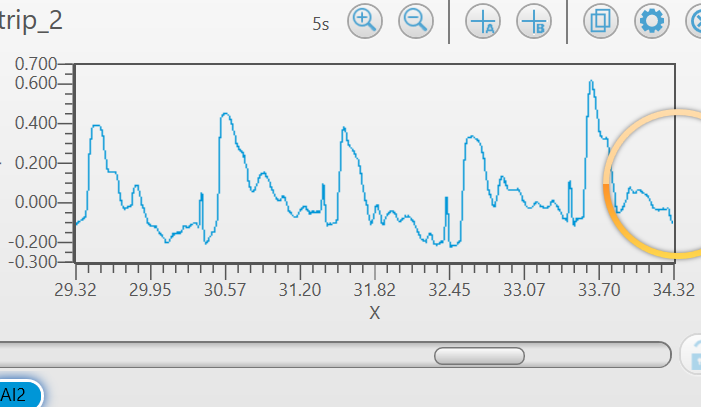 trip_2
5s
A
B
0.700
0.600
0.400
0.200
0.000
-0.200
-0.300
29.32 29.95 30.57 31.20 31.82 32.45 33.07 33.70 34.32
X
AI2